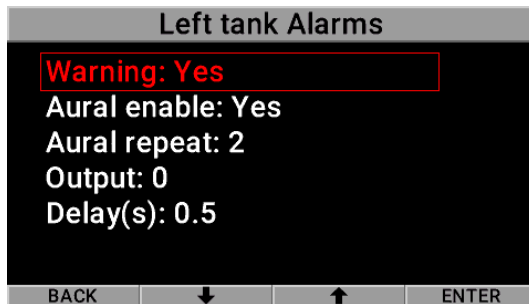 Left tank Alarms
Warning: Yes
Aural enable: Yes
Aural repeat: 2
Output: 0
Delay(s): 0.5
BACK ENTER